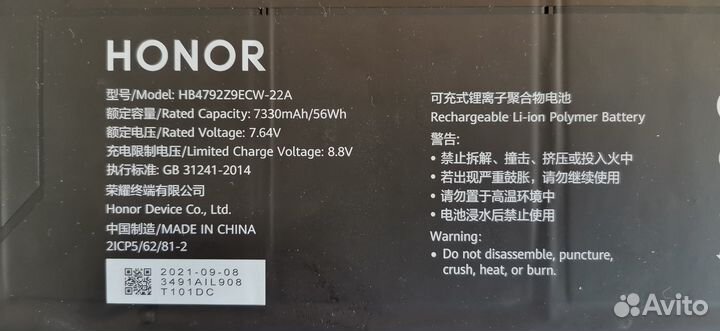 HONOR
型号/Model: HB4792Z9ECW-22A
额定容量/Rated Capacity: 7330mAh/56Wh
额定电压/Rated Voltage: 7.64V
充电限制电压/Limited Charge Voltage: 8.8V
执行标准: GB 31241-2014
荣耀终端有限公司
Honor Device Co., Ltd.
中国制造/MADE IN CHINA
2ICP5/62/81-2
2021-09-08
3491AIL908
T101DC
可充式锂离子聚合物电池
Rechargeable Li-ion Polymer Battery
警告:
• 禁止拆解、撞击、挤压或投入火中
• 若出现严重鼓胀，请勿继续使用
• 请勿置于高温环境中
• 电池浸水后禁止使用
Warning:
• Do not disassemble, puncture,
crush, heat, or burn.
Avito